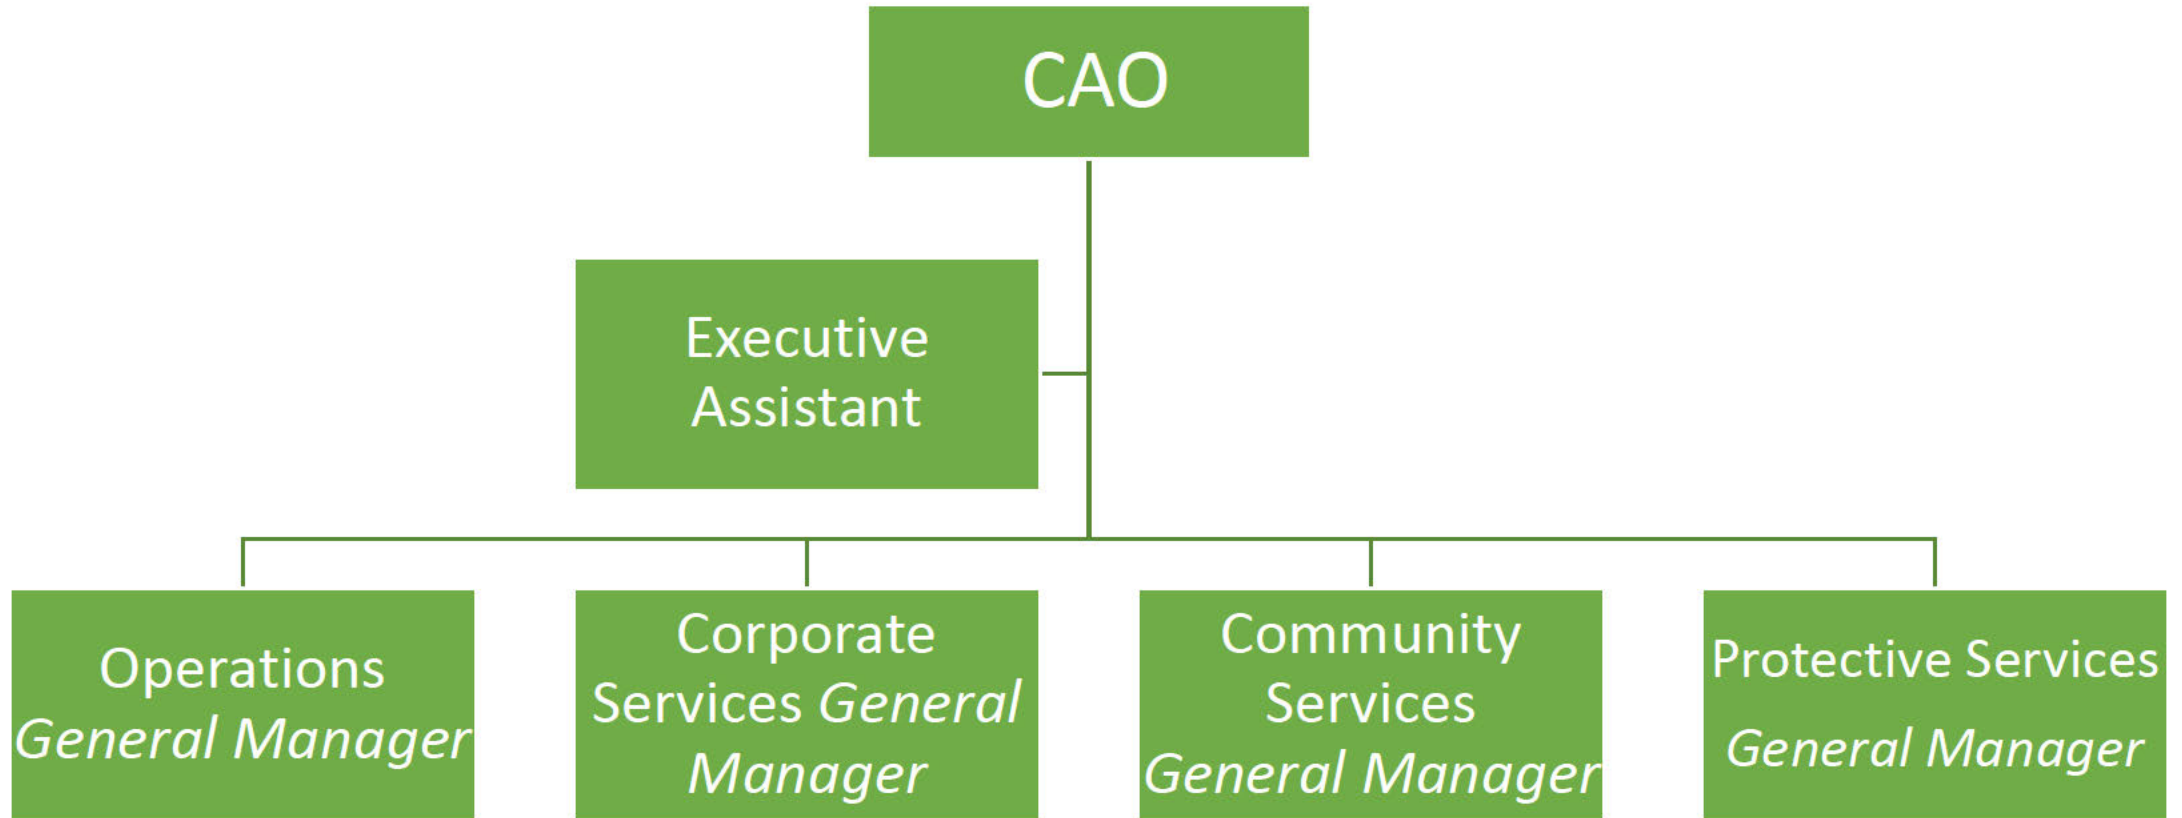 CAO
Executive
Assistant
Operations
General Manager
Corporate
Services General
Manager
Community
Services
General Manager
Protective Services
General Manager